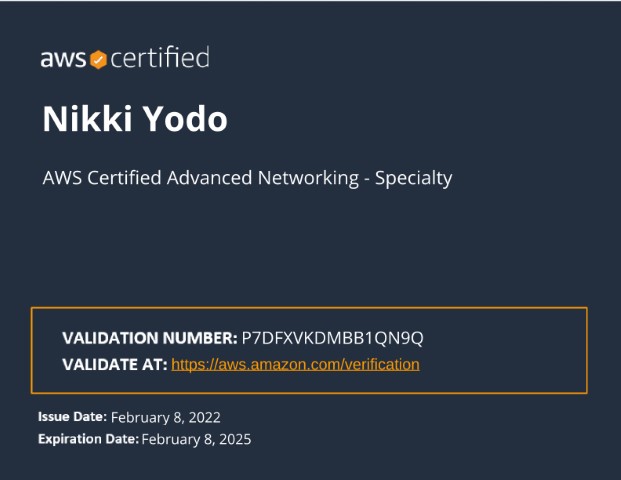 aws certified
Nikki Yodo
AWS Certified Advanced Networking - Specialty
VALIDATION NUMBER: P7DFXVKDMBB1QN9Q
VALIDATE AT: https://aws.amazon.com/verification
Issue Date: February 8, 2022
Expiration Date: February 8, 2025